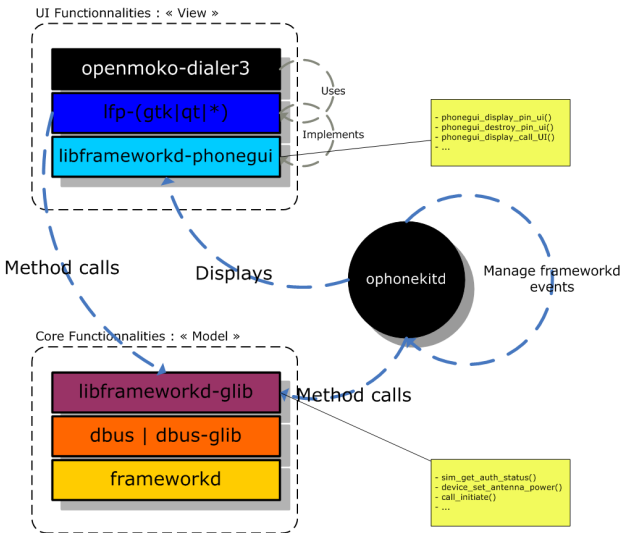 UI Functionnalities : « View »
openmoko-dialer3
lfp-(gtk|qt|*)
libframeworkd-phonegui
Uses
Implements
- phonegui_display_pin_ui()
- phonegui_destroy_pin_ui()
- phonegui_display_call_UI()
- ...
Method calls
Displays
ophonekitd
Manage frameworkd
events
Core Functionnalities : « Model »
libframeworkd-glib
dbus | dbus-glib
frameworkd
Method calls
- sim_get_auth_status()
- device_set_antenna_power()
- call_initiate()
- ...